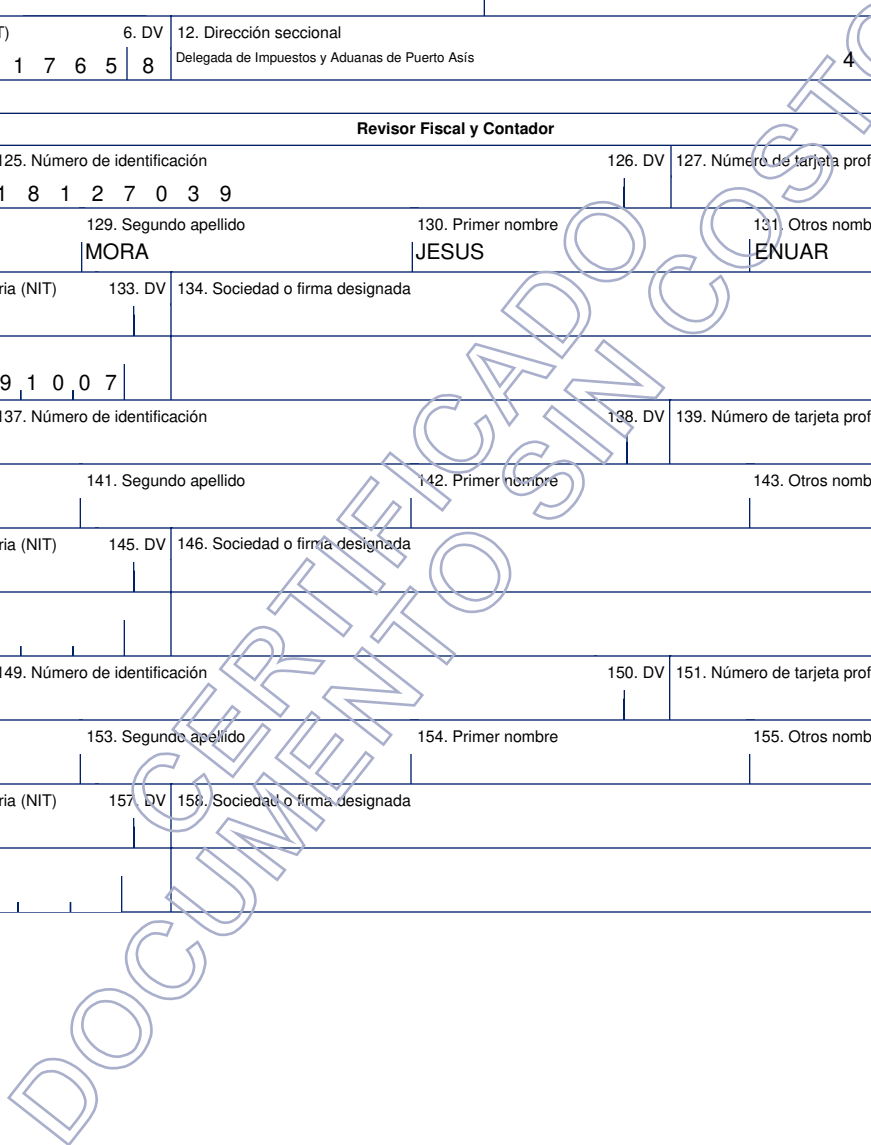 T) 6. DV 12. Dirección seccional
1 7 6 5 8 Delegada de Impuestos y Aduanas de Puerto Asís 4
Revisor Fiscal y Contador
125. Número de identificación 126. DV 127. Número de tarjeta prof
1 8 1 2 7 0 3 9
129. Segundo apellido 130. Primer nombre 131. Otros nomb
MORA JESUS ENUAR
ria (NIT) 133. DV 134. Sociedad o firma designada
9 1 0 0 7
137. Número de identificación 138. DV 139. Número de tarjeta prof
141. Segundo apellido 142. Primer nombre 143. Otros nomb
ria (NIT) 145. DV 146. Sociedad o firma designada
149. Número de identificación 150. DV 151. Número de tarjeta prof
153. Segundo apellido 154. Primer nombre 155. Otros nomb
ria (NIT) 157. DV 158. Sociedad o firma designada
CERTIFICADO
DOCUMENTO SIN COSTO